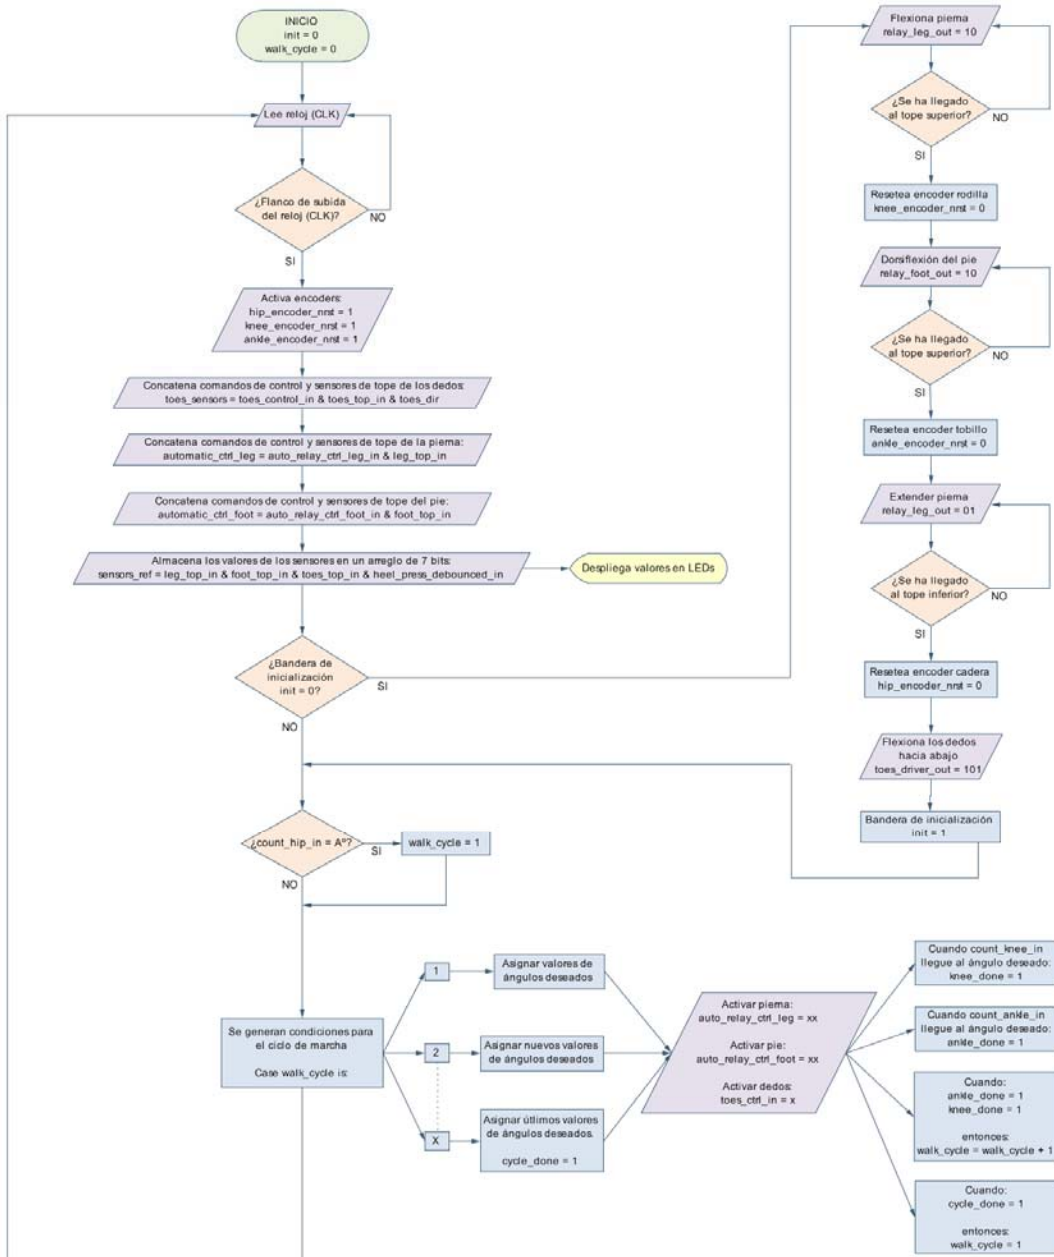 INICIO
init = 0
walk_cycle = 0
Lee reloj (CLK)
¿Flanco de subida
del reloj (CLK)?
NO
SI
Activa encoders:
hip_encoder_nrst = 1
knee_encoder_nrst = 1
ankle_encoder_nrst = 1
Concatena comandos de control y sensores de tope de los dedos:
toes_sensors = toes_control_in & toes_top_in & toes_dir
Concatena comandos de control y sensores de tope de la pierna:
automatic_ctrl_leg = auto_relay_ctrl_leg_in & leg_top_in
Concatena comandos de control y sensores de tope del pie:
automatic_ctrl_foot = auto_relay_ctrl_foot_in & foot_top_in
Almacena los valores de los sensores en un arreglo de 7 bits:
sensors_ref = leg_top_in & foot_top_in & toes_top_in & heel_press_debounced_in
Despliega valores en LEDs
¿Bandera de
inicialización
init = 0?
SI
NO
Flexiona pierna
relay_leg_out = 10
¿Se ha llegado
al tope superior?
NO
SI
Resetea encoder rodilla
knee_encoder_nrst = 0
Dorsiflexión del pie
relay_foot_out = 10
¿Se ha llegado
al tope superior?
NO
SI
Resetea encoder tobillo
ankle_encoder_nrst = 0
Extender pierna
relay_leg_out = 01
¿Se ha llegado
al tope inferior?
NO
SI
Resetea encoder cadera
hip_encoder_nrst = 0
Flexiona los dedos
hacia abajo
toes_driver_out = 101
Bandera de inicialización
init = 1
¿count_hip_in = Aº?
SI
walk_cycle = 1
NO
Se generan condiciones para
el ciclo de marcha
Case walk_cycle is:
1
Asignar valores de
ángulos deseados
2
Asignar nuevos valores
de ángulos deseados
X
Asignar útlimos valores
de ángulos deseados.
cycle_done = 1
Activar pierna:
auto_relay_ctrl_leg = xx
Activar pie:
auto_relay_ctrl_foot = xx
Activar dedos:
toes_ctrl_in = x
Cuando count_knee_in
llegue al ángulo deseado:
knee_done = 1
Cuando count_ankle_in
llegue al ángulo deseado:
ankle_done = 1
Cuando:
ankle_done = 1
knee_done = 1
entonces:
walk_cycle = walk_cycle + 1
Cuando:
cycle_done = 1
entonces:
walk_cycle = 1